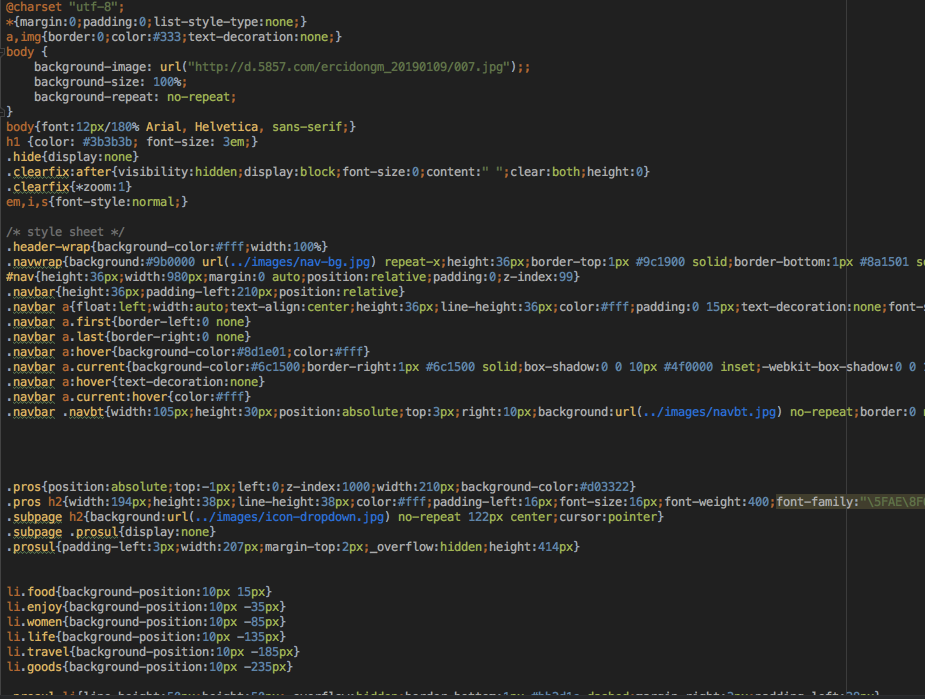 @charset "utf-8";
*{margin:0;padding:0;list-style-type:none;}
a,img{border:0;color:#333;text-decoration:none;}
body {
background-image: url("http://d.5857.com/ercidongm_20190109/007.jpg");;
background-size: 100%;
background-repeat: no-repeat;
}
body{font:12px/180% Arial, Helvetica, sans-serif;}
h1 {color: #3b3b3b; font-size: 3em;}
.hide{display:none}
.clearfix:after{visibility:hidden;display:block;font-size:0;content:" ";clear:both;height:0}
.clearfix{*zoom:1}
em,i,s{font-style:normal;}
/* style sheet */
.header-wrap{background-color:#fff;width:100%}
.navwrap{background:#9b0000 url(../images/nav-bg.jpg) repeat-x;height:36px;border-top:1px #9c1900 solid;border-bottom:1px #8a1501 so
#nav{height:36px;width:980px;margin:0 auto;position:relative;padding:0;z-index:99}
.navbar{height:36px;padding-left:210px;position:relative}
.navbar a{float:left;width:auto;text-align:center;height:36px;line-height:36px;color:#fff;padding:0 15px;text-decoration:none;font-s
.navbar a.first{border-left:0 none}
.navbar a.last{border-right:0 none}
.navbar a:hover{background-color:#8d1e01;color:#fff}
.navbar a.current{background-color:#6c1500;border-right:1px #6c1500 solid;box-shadow:0 0 10px #4f0000 inset;-webkit-box-shadow:0 0
.navbar a:hover{text-decoration:none}
.navbar a.current:hover{color:#fff}
.navbar .navbt{width:105px;height:30px;position:absolute;top:3px;right:10px;background:url(../images/navbt.jpg) no-repeat;border:0
.pros{position:absolute;top:-1px;left:0;z-index:1000;width:210px;background-color:#d03322}
.pros h2{width:194px;height:38px;line-height:38px;color:#fff;padding-left:16px;font-size:16px;font-weight:400;font-family:"\5FAE\8F
.subpage h2{background:url(../images/icon-dropdown.jpg) no-repeat 122px center;cursor:pointer}
.subpage .prosul{display:none}
.prosul{padding-left:3px;width:207px;margin-top:2px;_overflow:hidden;height:414px}
li.food{background-position:10px 15px}
li.enjoy{background-position:10px -35px}
li.women{background-position:10px -85px}
li.life{background-position:10px -135px}
li.travel{background-position:10px -185px}
li.goods{background-position:10px -235px}